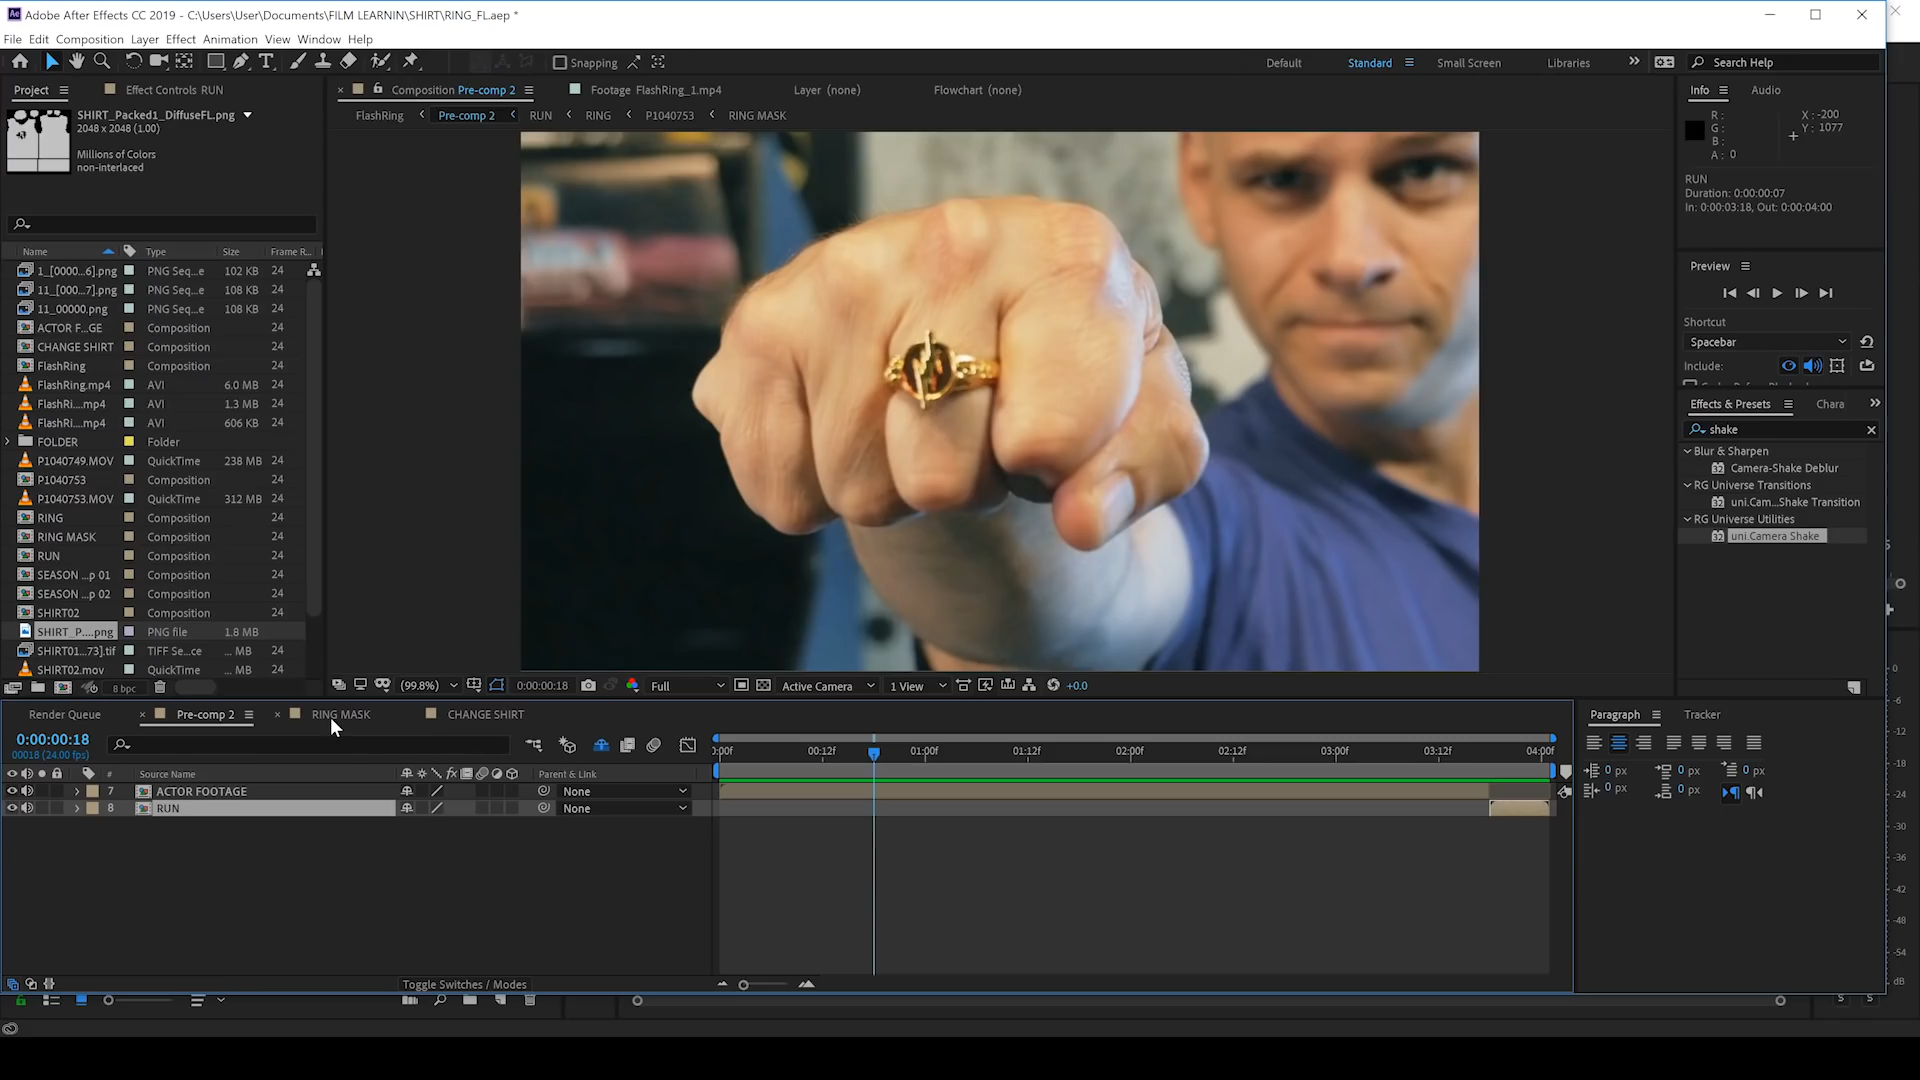 Adobe After Effects CC 2019 - C:\Users\User\Documents\FILM LEARNIN\SHIRT\RING_FL.aep *
File Edit Composition Layer Effect Animation View Window Help
Snapping
Default Standard Small Screen Libraries
Search Help
Project
Effect Controls RUN
Composition Pre-comp 2
Footage FlashRing_1.mp4
Layer (none)
Flowchart (none)
FlashRing Pre-comp 2 RUN RING P1040753 RING MASK
SHIRT_Packed1_DiffuseFL.png
2048 x 2048 (1.00)
Millions of Colors
non-interlaced
Name Type Size Frame R...
1_[0000...6].png PNG Seq...e 102 KB 24
11_[000...7].png PNG Seq...e 108 KB 24
11_00000.png PNG Seq...e 108 KB 24
ACTOR F...GE Composition 24
CHANGE SHIRT Composition 24
FlashRing Composition 24
FlashRing.mp4 AVI 6.0 MB 24
FlashRi....mp4 AVI 1.3 MB 24
FlashRi....mp4 AVI 606 KB 24
FOLDER Folder
P1040749.MOV QuickTime 238 MB 24
P1040753 Composition 24
P1040753.MOV QuickTime 312 MB 24
RING Composition 24
RING MASK Composition 24
RUN Composition 24
SEASON ...p 01 Composition 24
SEASON ...p 02 Composition 24
SHIRT02 Composition 24
SHIRT_P....png PNG file 1.8 MB
SHIRT01...73].tif TIFF Se...ce ... MB 24
SHIRT02.mov QuickTime ... MB 24
8 bpc
(99.8%) 0:00:00:18 Full Active Camera 1 View +0.0
Info Audio
R :
G :
B :
A : 0
X : -200
Y : 1077
RUN
Duration: 0:00:00:07
In: 0:00:03:18, Out: 0:00:04:00
Preview
Shortcut
Spacebar
Include:
Effects & Presets Chara
shake
Blur & Sharpen
Camera-Shake Deblur
RG Universe Transitions
uni.Cam...Shake Transition
RG Universe Utilities
uni.Camera Shake
Render Queue Pre-comp 2 RING MASK CHANGE SHIRT
0:00:00:18
00018 (24.00 fps)
:00f 00:12f 01:00f 01:12f 02:00f 02:12f 03:00f 03:12f 04:00f
# Source Name Parent & Link
7 ACTOR FOOTAGE None
8 RUN None
Toggle Switches / Modes
Paragraph Tracker
0 px 0 px 0 px
0 px 0 px
0
-12
-18
-24
-30
-36
-42
-48
-54
dB
S S